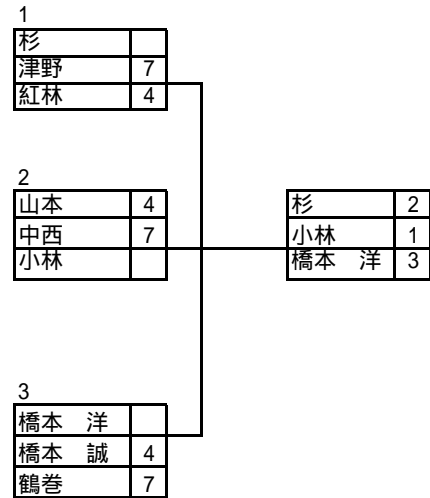 1
杉
津野 7
紅林 4
2
山本 4
中西 7
小林
杉 2
小林 1
橋本　洋 3
3
橋本　洋
橋本　誠 4
鶴巻 7